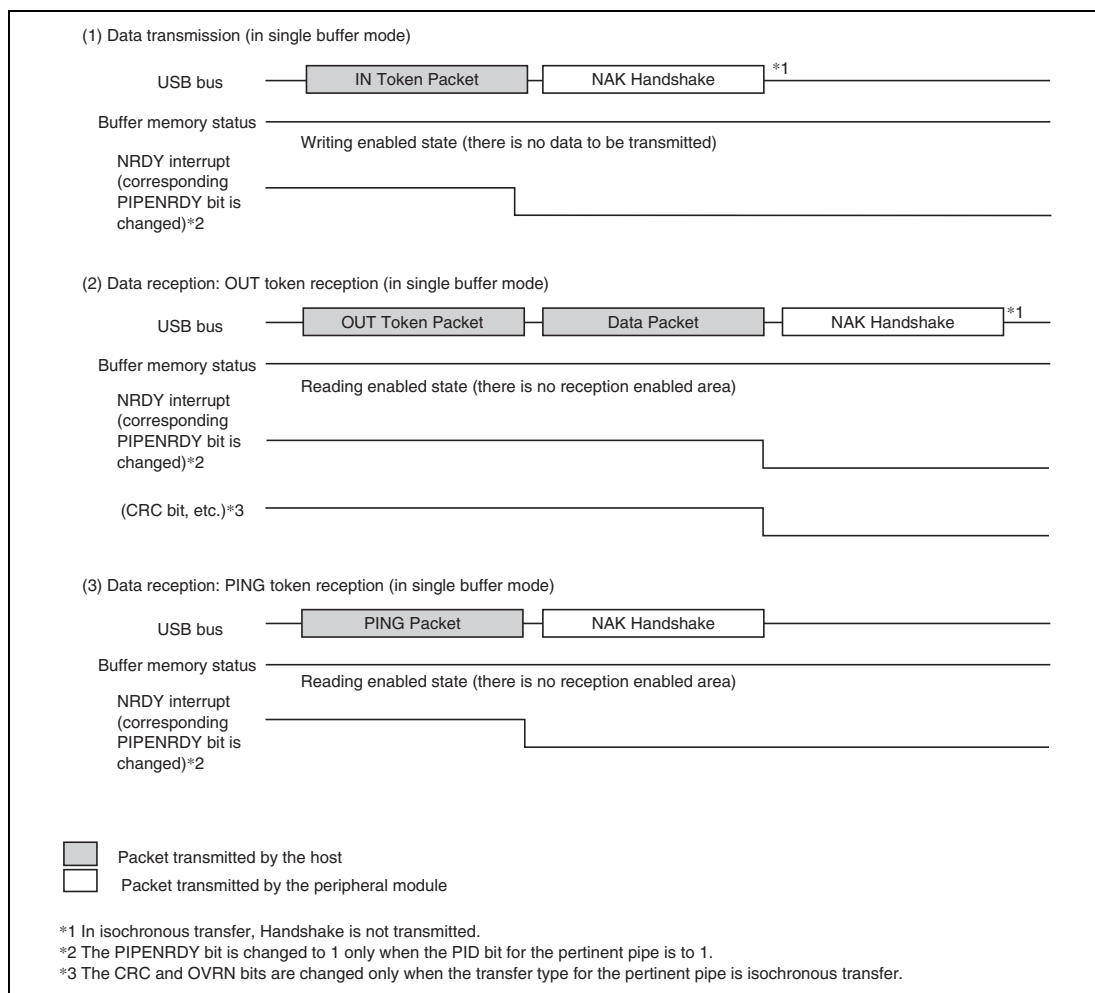 (1) Data transmission (in single buffer mode)
USB bus
IN Token Packet
NAK Handshake
*1
Buffer memory status
Writing enabled state (there is no data to be transmitted)
NRDY interrupt
(corresponding
PIPENRDY bit is
changed)*2
(2) Data reception: OUT token reception (in single buffer mode)
USB bus
OUT Token Packet
Data Packet
NAK Handshake
*1
Buffer memory status
Reading enabled state (there is no reception enabled area)
NRDY interrupt
(corresponding
PIPENRDY bit is
changed)*2
(CRC bit, etc.)*3
(3) Data reception: PING token reception (in single buffer mode)
USB bus
PING Packet
NAK Handshake
Buffer memory status
Reading enabled state (there is no reception enabled area)
NRDY interrupt
(corresponding
PIPENRDY bit is
changed)*2
Packet transmitted by the host
Packet transmitted by the peripheral module
*1 In isochronous transfer, Handshake is not transmitted.
*2 The PIPENRDY bit is changed to 1 only when the PID bit for the pertinent pipe is to 1.
*3 The CRC and OVRN bits are changed only when the transfer type for the pertinent pipe is isochronous transfer.